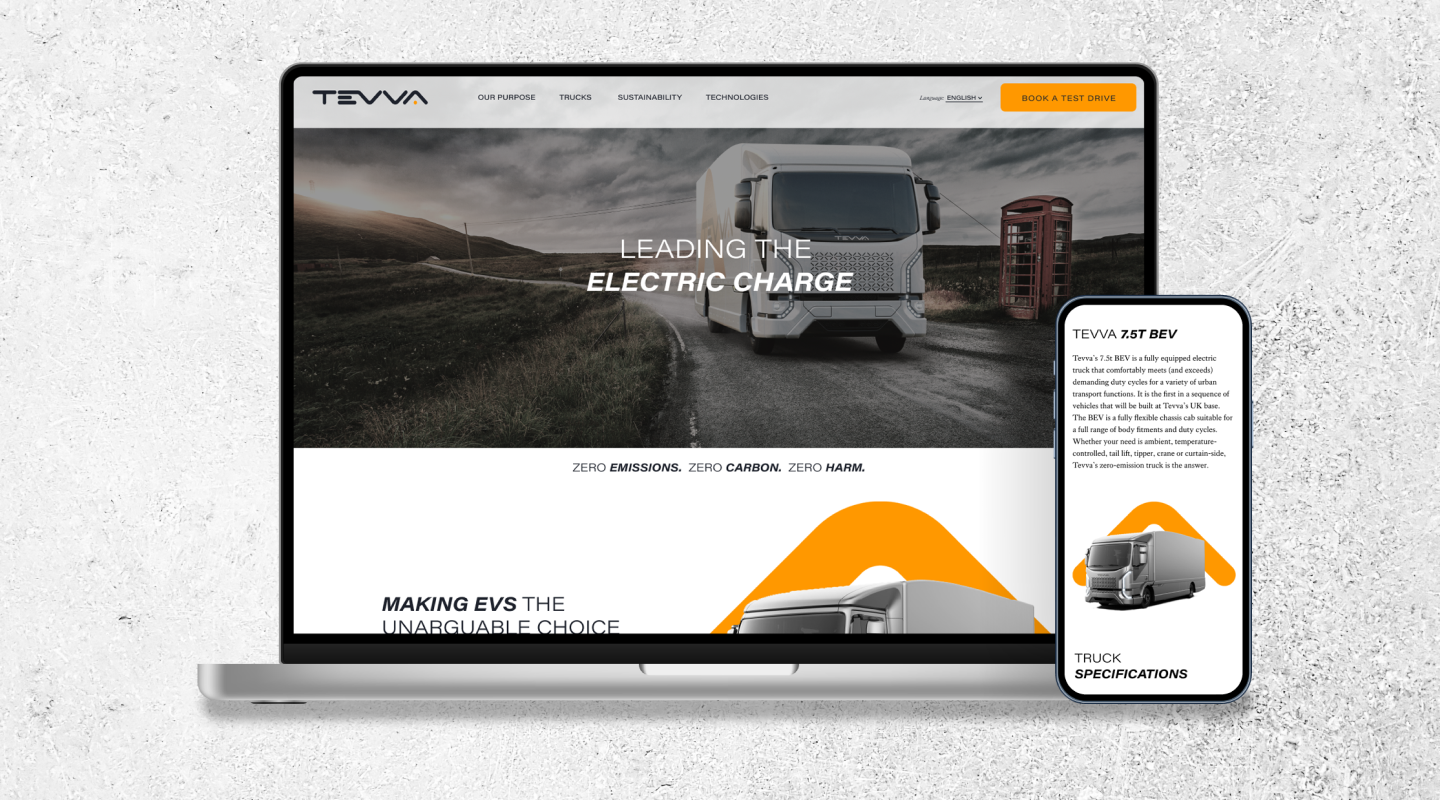 TEVVA
OUR PURPOSE TRUCKS SUSTAINABILITY TECHNOLOGIES
Language: ENGLISH
BOOK A TEST DRIVE
TEVVA
LEADING THE
ELECTRIC CHARGE
ZERO EMISSIONS. ZERO CARBON. ZERO HARM.
MAKING EVS THE
UNARGUABLE CHOICE
TEVVA 7.5T BEV
Tevva's 7.5t BEV is a fully equipped electric
truck that comfortably meets (and exceeds)
demanding duty cycles for a variety of urban
transport functions. It is the first in a sequence of
vehicles that will be built at Tevva's UK base.
The BEV is a fully flexible chassis cab suitable for
a full range of body fitments and duty cycles.
Whether your need is ambient, temperature-
controlled, tail lift, tipper, crane or curtain-side,
Tevva's zero-emission truck is the answer.
TRUCK
SPECIFICATIONS